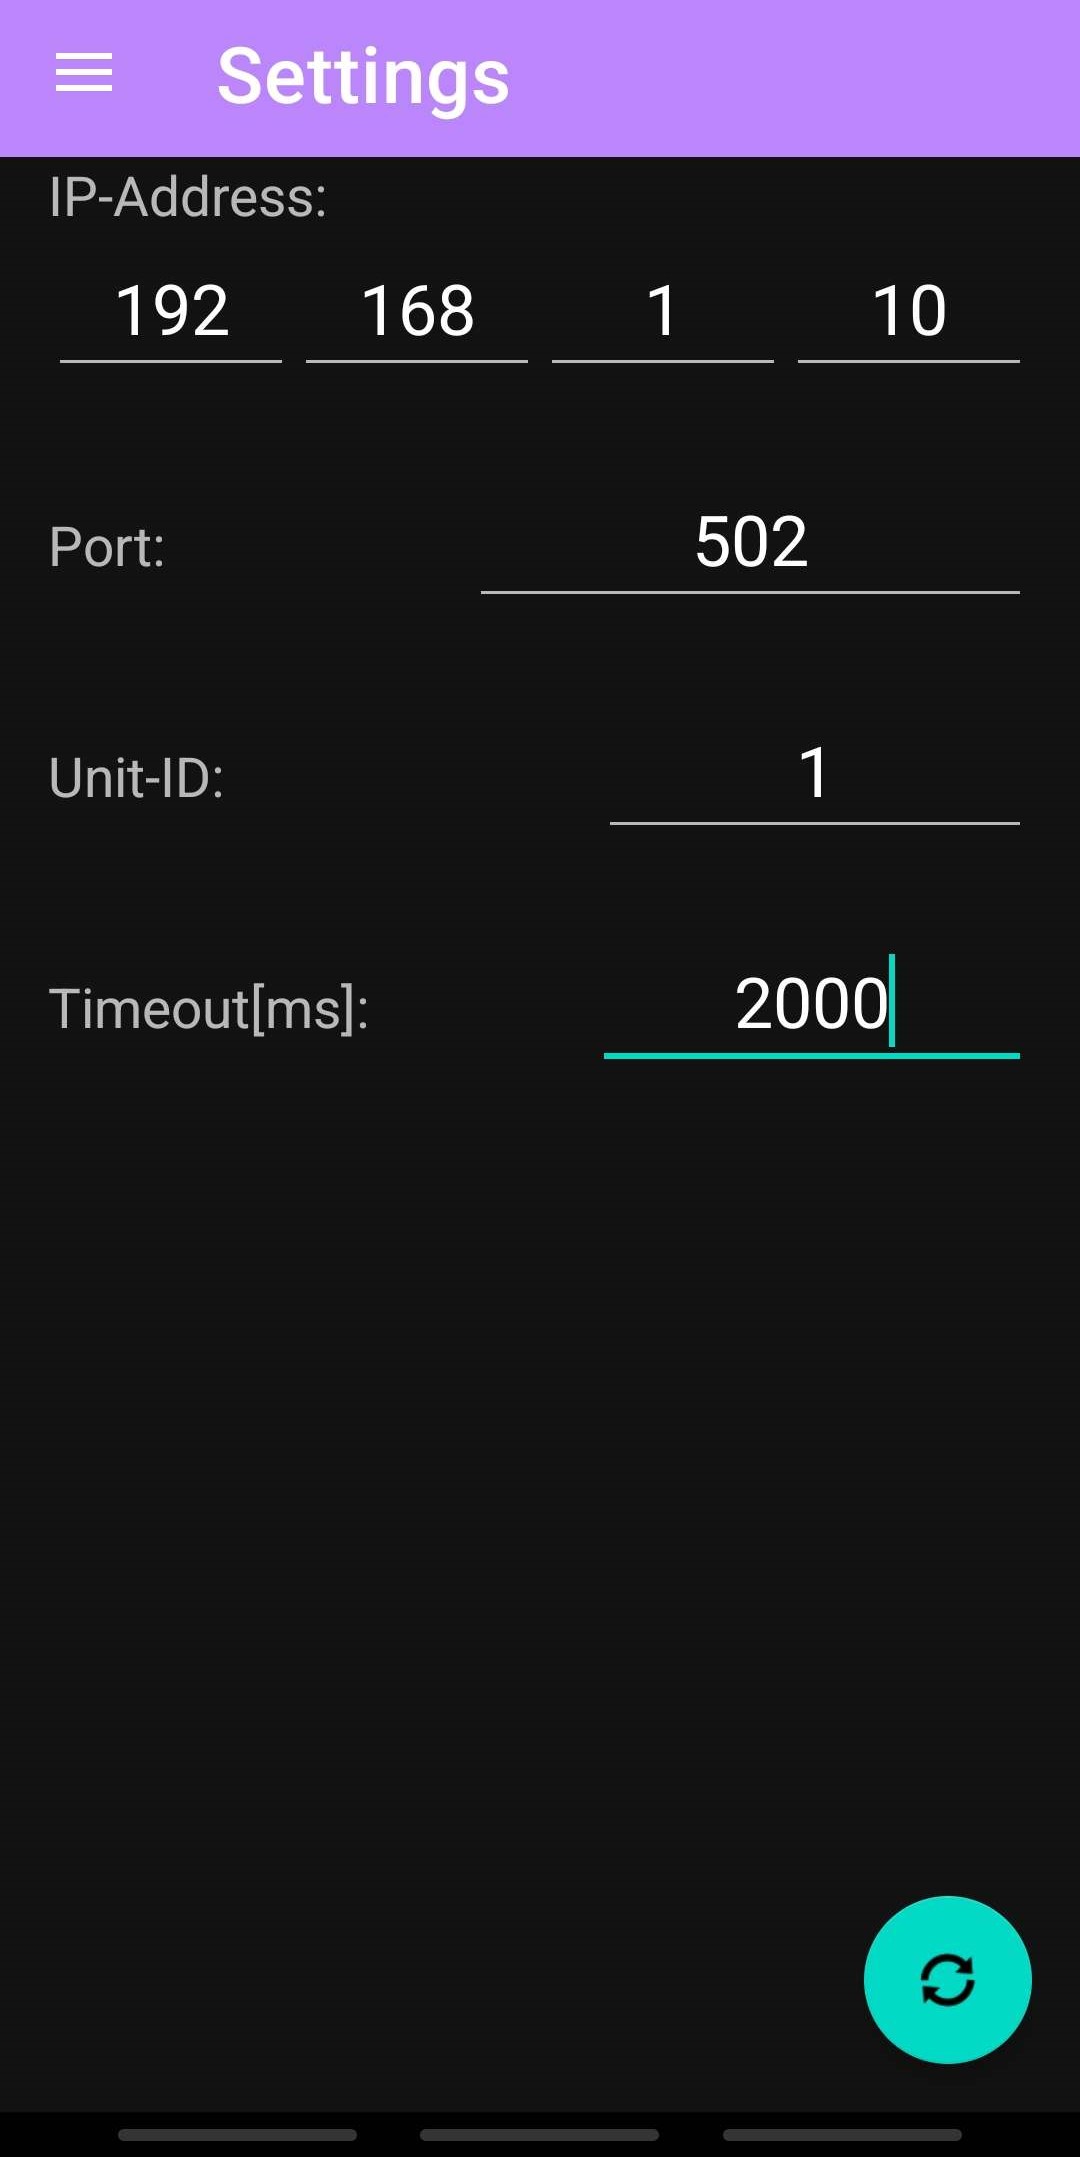 Settings
IP-Address:
192 168 1 10
Port: 502
Unit-ID: 1
Timeout[ms]: 2000